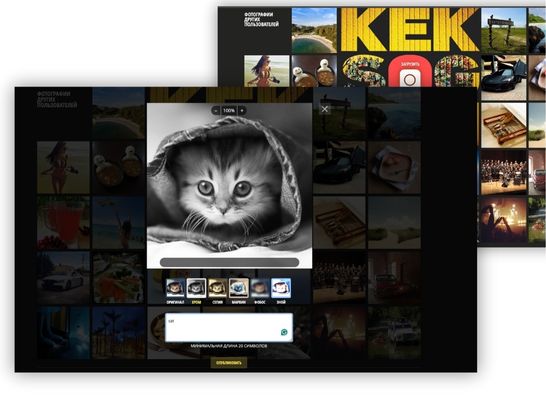 ФОТОГРАФИИ
ДРУГИХ
ПОЛЬЗОВАТЕЛЕЙ
KEK
ЗАГРУЗИТЬ
ФОТОГРАФИИ
ДРУГИХ
ПОЛЬЗОВАТЕЛЕЙ
– 100% +
ОРИГИНАЛ ХРОМ СЕПИЯ МАРВИН ФОБОС ЗНОЙ
cat
МИНИМАЛЬНАЯ ДЛИНА 20 СИМВОЛОВ
ОПУБЛИКОВАТЬ